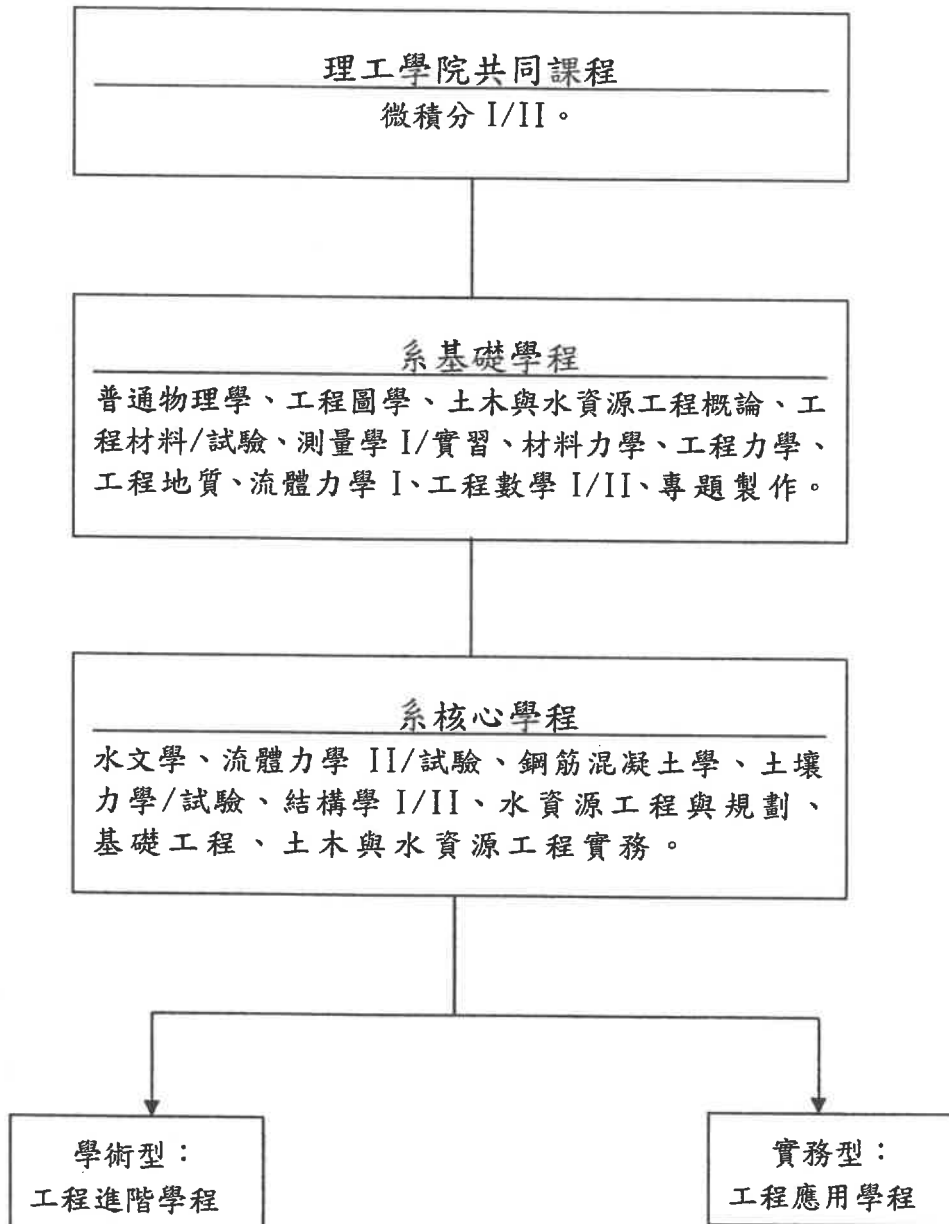 理工學院共同課程
微積分 I/II。
系基礎學程
普通物理學、工程圖學、土木與水資源工程概論、工
程材料/試驗、測量學 I/實習、材料力學、工程力學、
工程地質、流體力學 I、工程數學 I/II、專題製作。
系核心學程
水文學、流體力學 II/試驗、鋼筋混凝土學、土壤
力學/試驗、結構學 I/II、水資源工程與規劃、
基礎工程、土木與水資源工程實務。
學術型：
工程進階學程
實務型：
工程應用學程